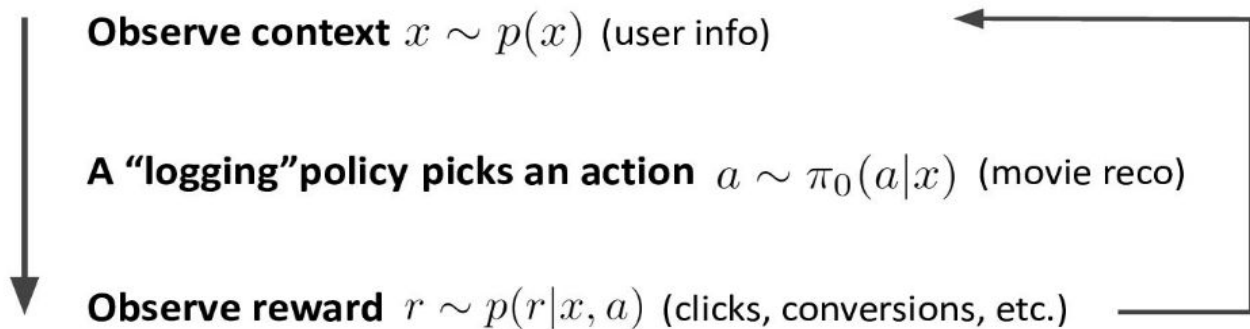 Observe context x ∼ p(x) (user info)
A “logging”policy picks an action a ∼ π₀(a|x) (movie reco)
Observe reward r ∼ p(r|x, a) (clicks, conversions, etc.)